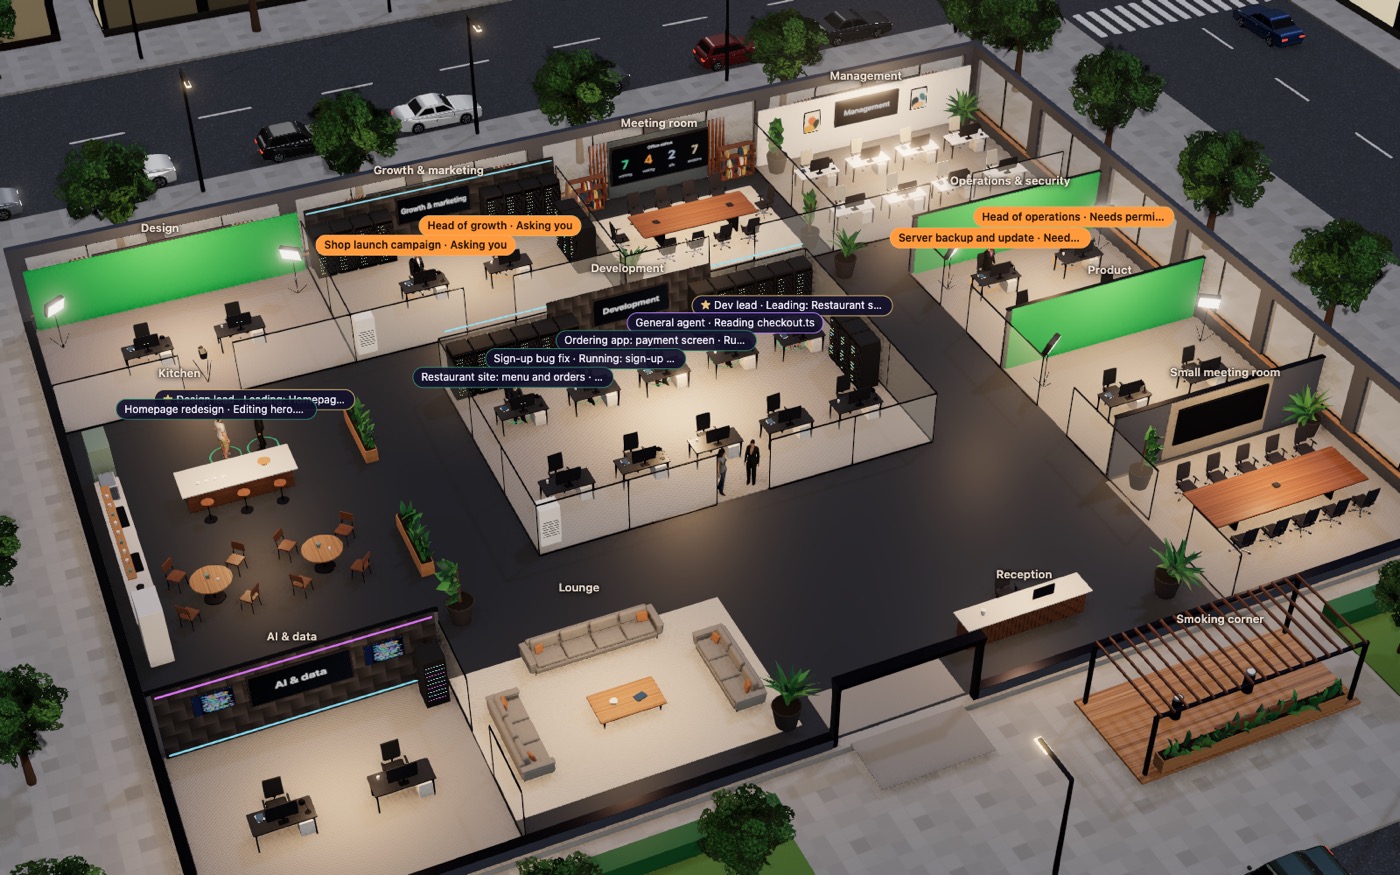 Management
Management
Meeting room
7 4 2 7
Growth & marketing
Growth & marketing
Operations & security
Head of operations · Needs permi...
Server backup and update · Need...
Head of growth · Asking you
Shop launch campaign · Asking you
Design
Development
Development
Product
⭐ Dev lead · Leading: Restaurant s...
General agent · Reading checkout.ts
Ordering app: payment screen · Ru...
Sign-up bug fix · Running: sign-up ...
Restaurant site: menu and orders · ...
Kitchen
⭐ Design lead · Leading: Homepag...
Homepage redesign · Editing hero....
Small meeting room
Reception
Lounge
Smoking corner
AI & data
AI & data